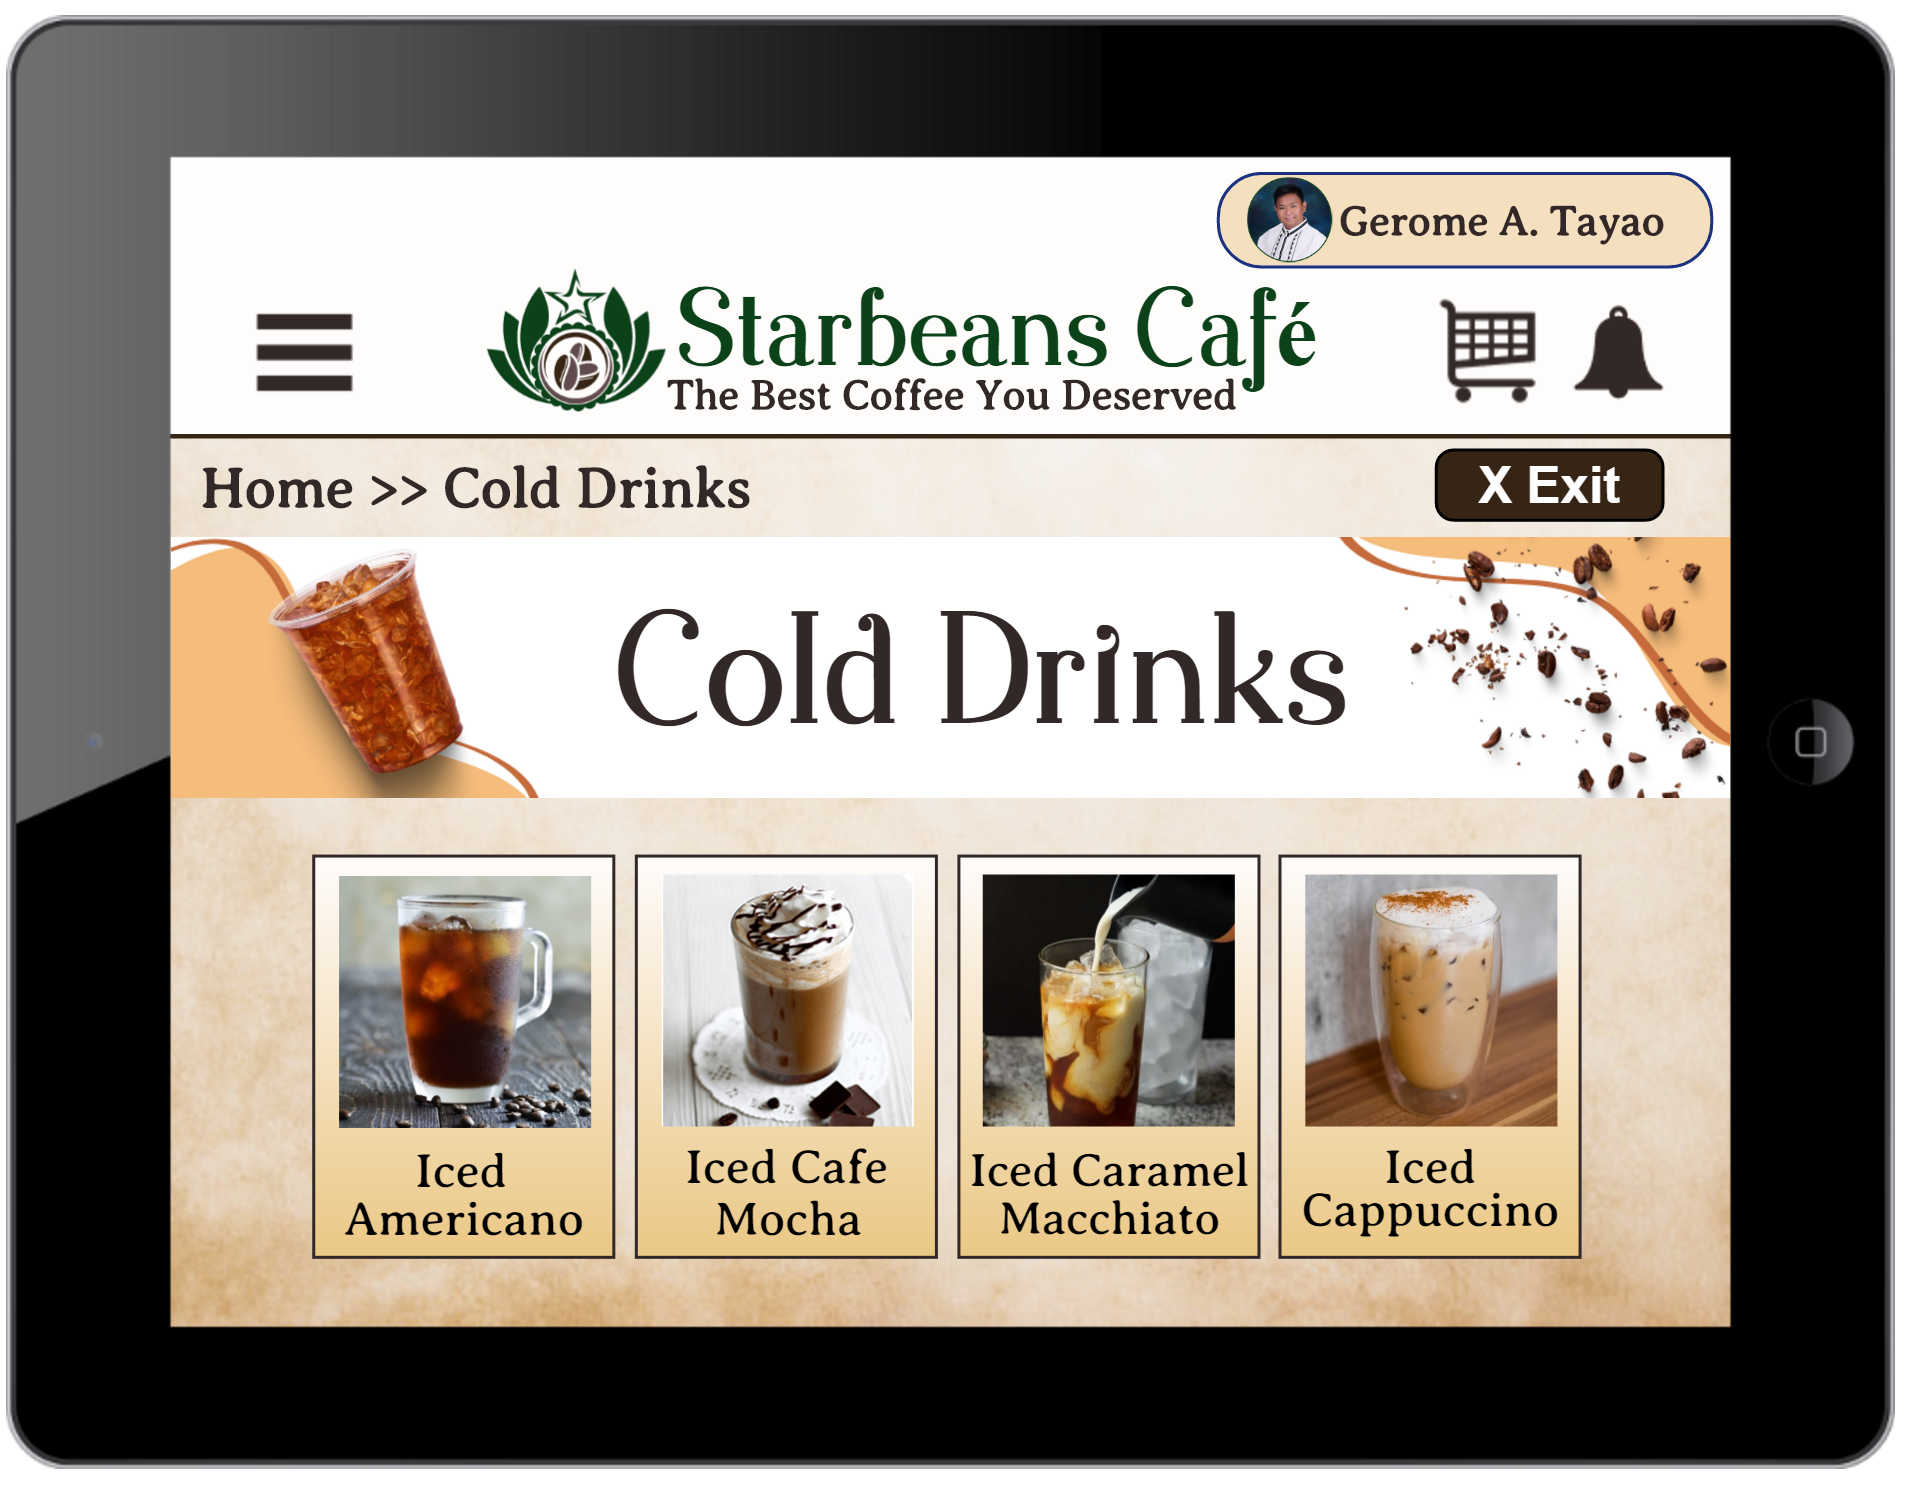 Gerome A. Tayao
Starbeans Café
The Best Coffee You Deserved
Home >> Cold Drinks
X Exit
Cold Drinks
Iced
Americano
Iced Cafe
Mocha
Iced Caramel
Macchiato
Iced
Cappuccino